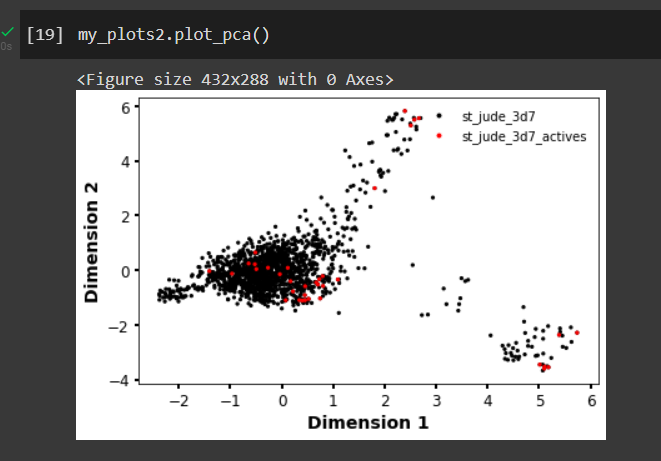 [19] my_plots2.plot_pca()
0s
<Figure size 432x288 with 0 Axes>
6
4
2
0
−2
−4
Dimension 2
st_jude_3d7
st_jude_3d7_actives
−2 −1 0 1 2 3 4 5 6
Dimension 1